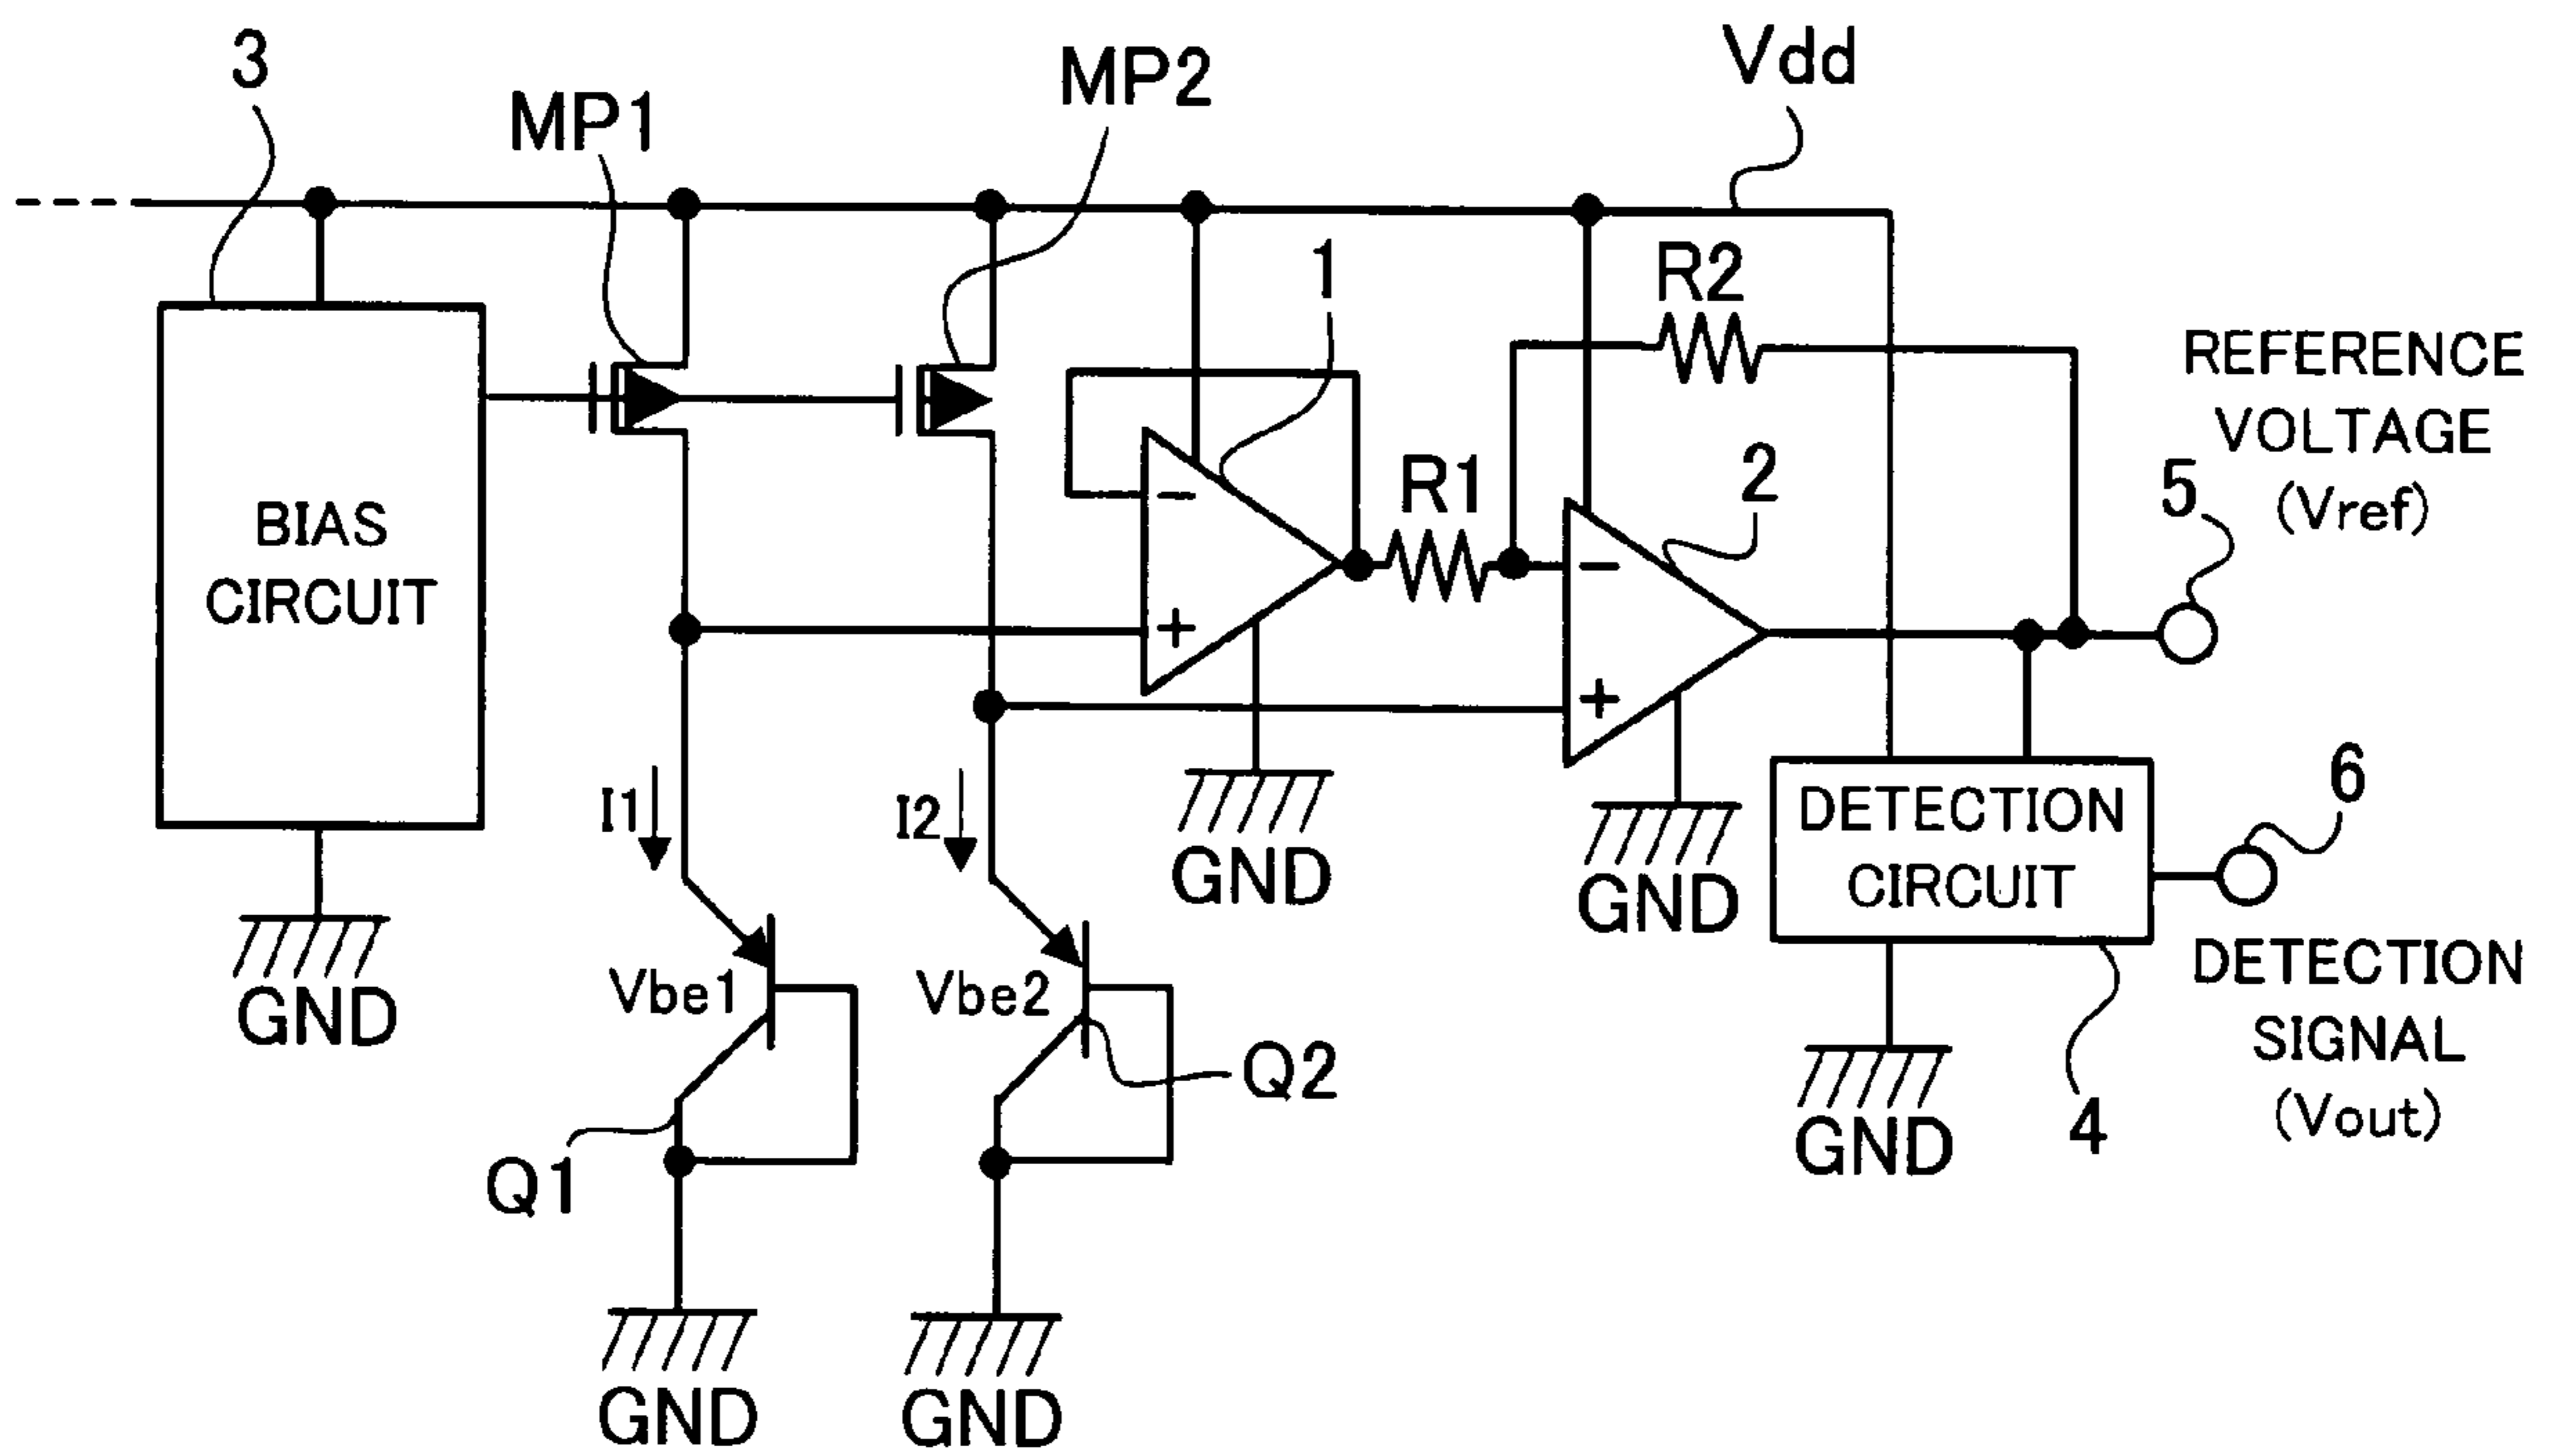 3
MP1
MP2
Vdd
1
R2
REFERENCE
VOLTAGE
(Vref)
5
R1
2
BIAS
CIRCUIT
−
+
−
+
I1
I2
GND
GND
DETECTION
CIRCUIT
6
GND
Vbe1
Vbe2
Q2
DETECTION
SIGNAL
(Vout)
4
GND
Q1
GND
GND